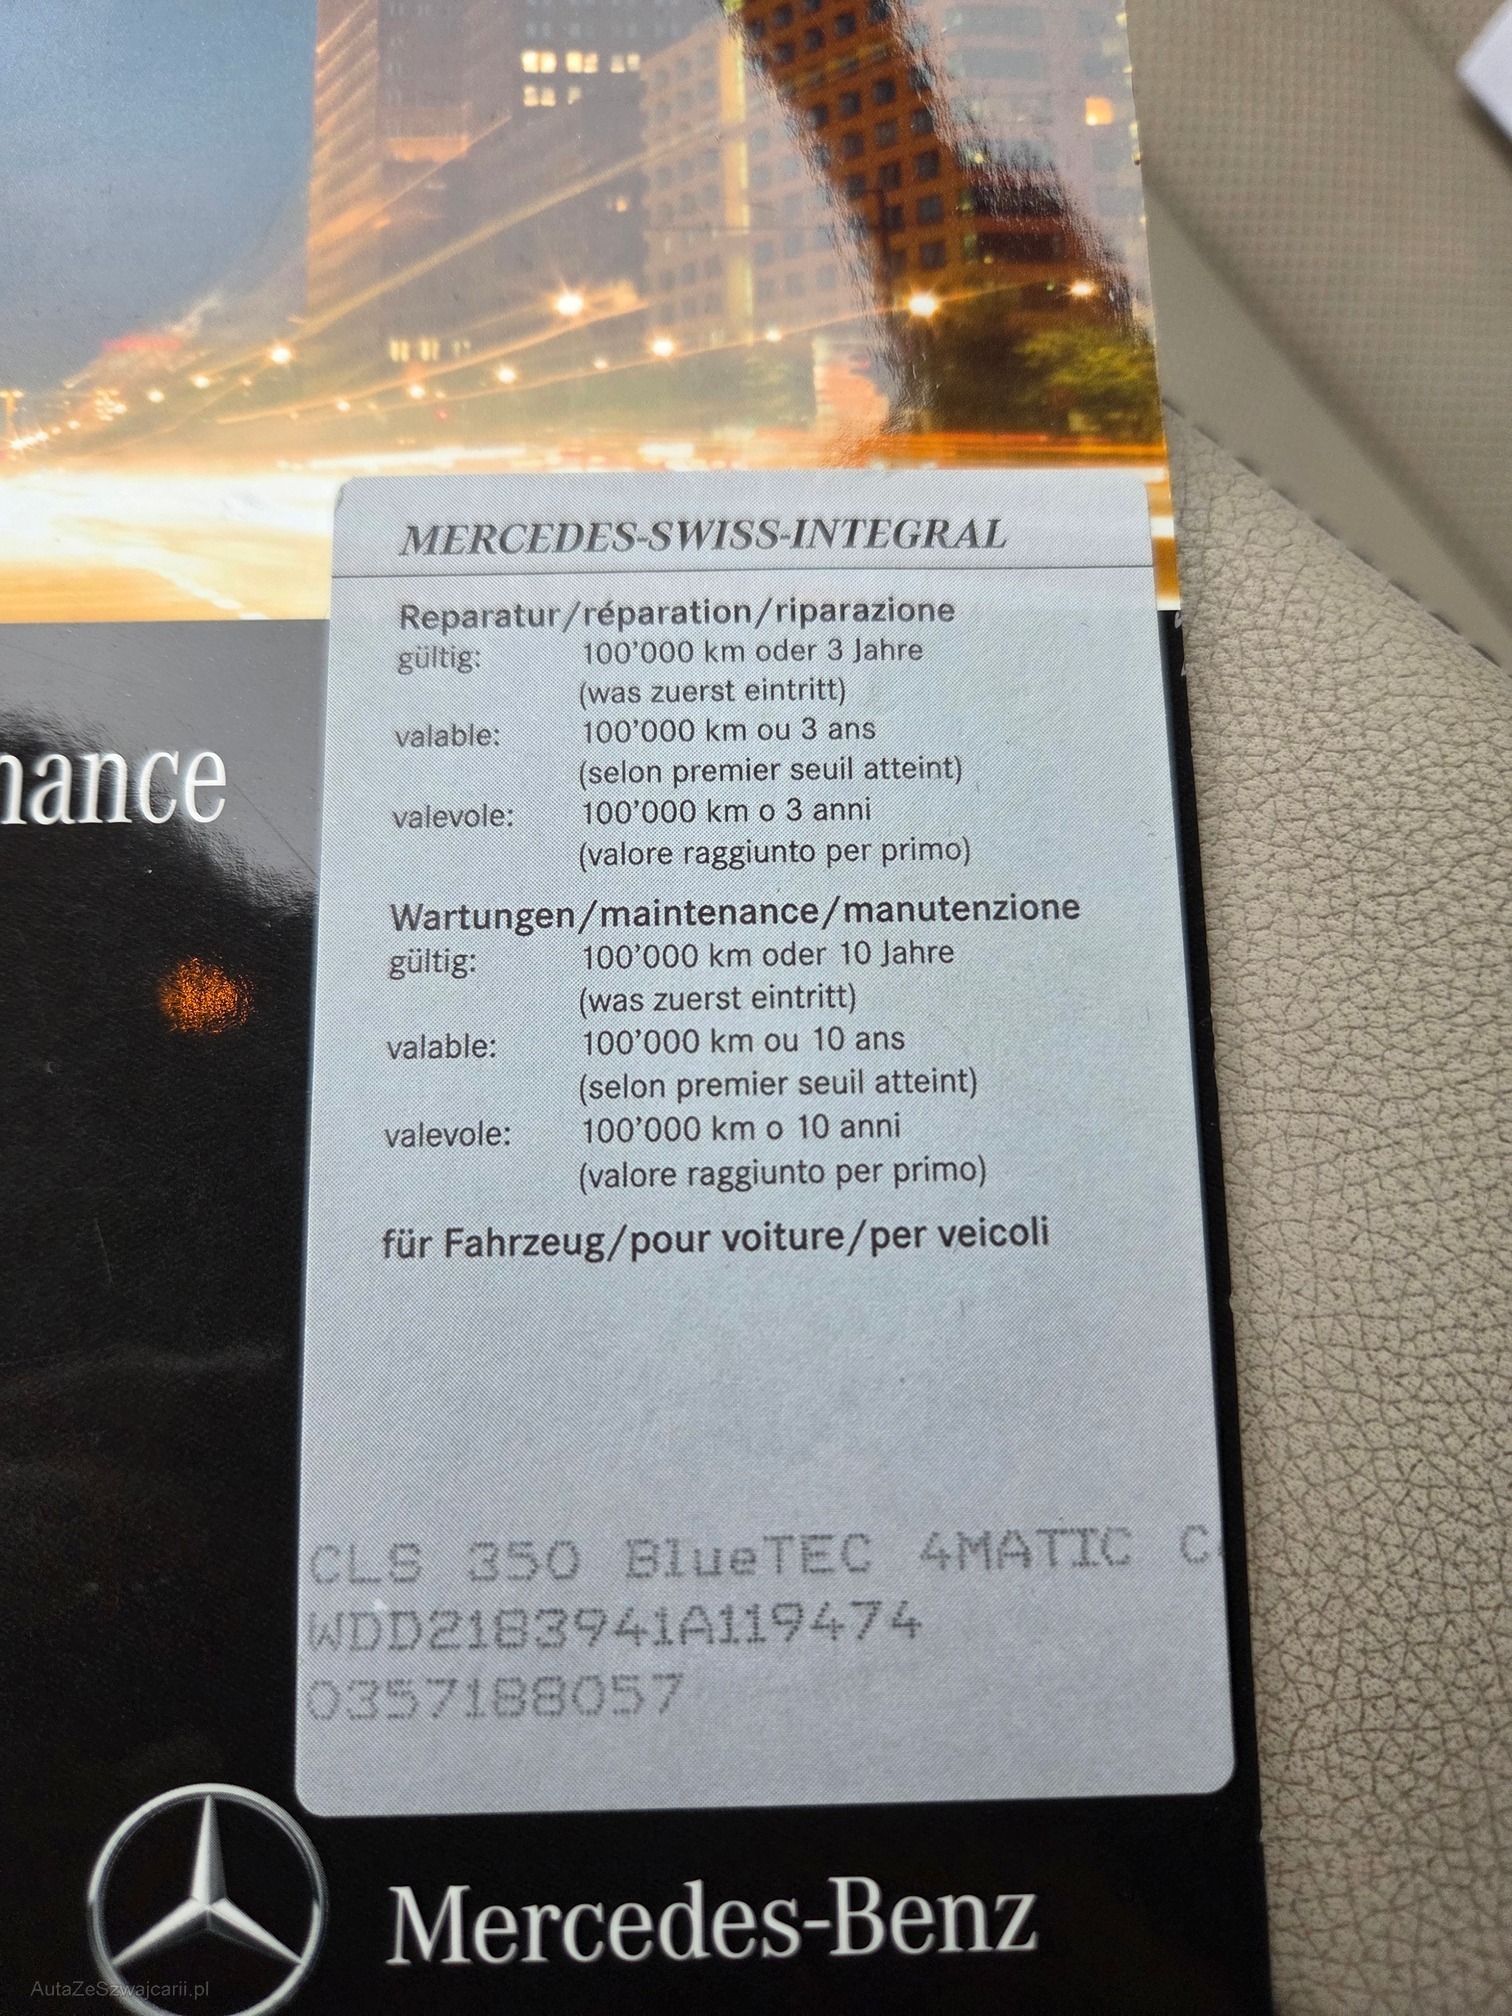 MERCEDES-SWISS-INTEGRAL
Reparatur/réparation/riparazione
gültig: 100'000 km oder 3 Jahre
(was zuerst eintritt)
valable: 100'000 km ou 3 ans
(selon premier seuil atteint)
valevole: 100'000 km o 3 anni
(valore raggiunto per primo)
nance
Wartungen/maintenance/manutenzione
gültig: 100'000 km oder 10 Jahre
(was zuerst eintritt)
valable: 100'000 km ou 10 ans
(selon premier seuil atteint)
valevole: 100'000 km o 10 anni
(valore raggiunto per primo)
für Fahrzeug/pour voiture/per veicoli
CLS 350 BlueTEC 4MATIC C
WDD2183941A119474
0357188057
Mercedes-Benz
AutaZeSzwajcarii.pl